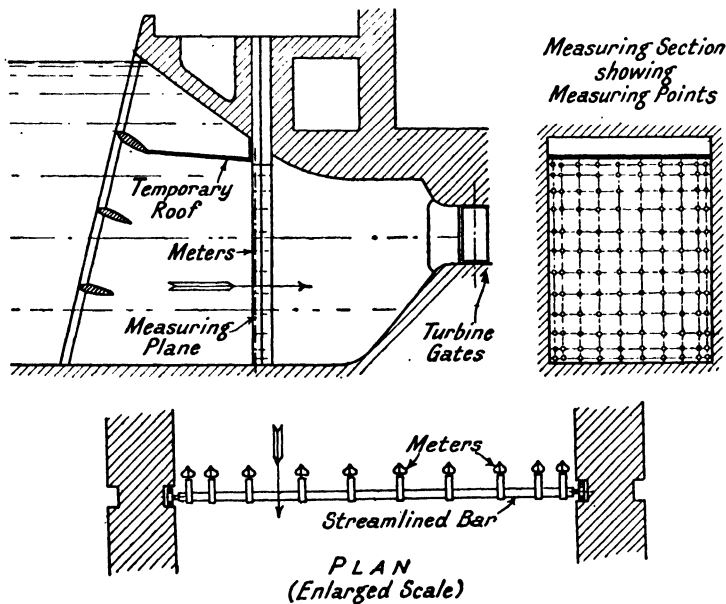 Measuring Section
showing
Measuring Points
Temporary
Roof
Meters
Measuring
Plane
Turbine
Gates
Meters
Streamlined Bar
PLAN
(Enlarged Scale)